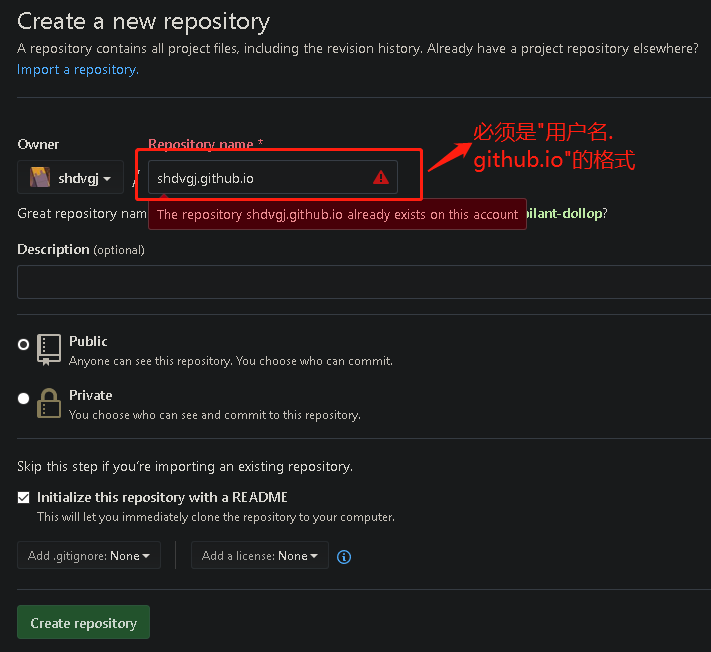 Create a new repository
A repository contains all project files, including the revision history. Already have a project repository elsewhere?
Import a repository.
Owner
Repository name *
必须是"用户名.
github.io"的格式
shdvgj
/
shdvgj.github.io
Great repository nam
The repository shdvgj.github.io already exists on this account
pilant-dollop?
Description (optional)
Public
Anyone can see this repository. You choose who can commit.
Private
You choose who can see and commit to this repository.
Skip this step if you're importing an existing repository.
Initialize this repository with a README
This will let you immediately clone the repository to your computer.
Add .gitignore: None
Add a license: None
Create repository